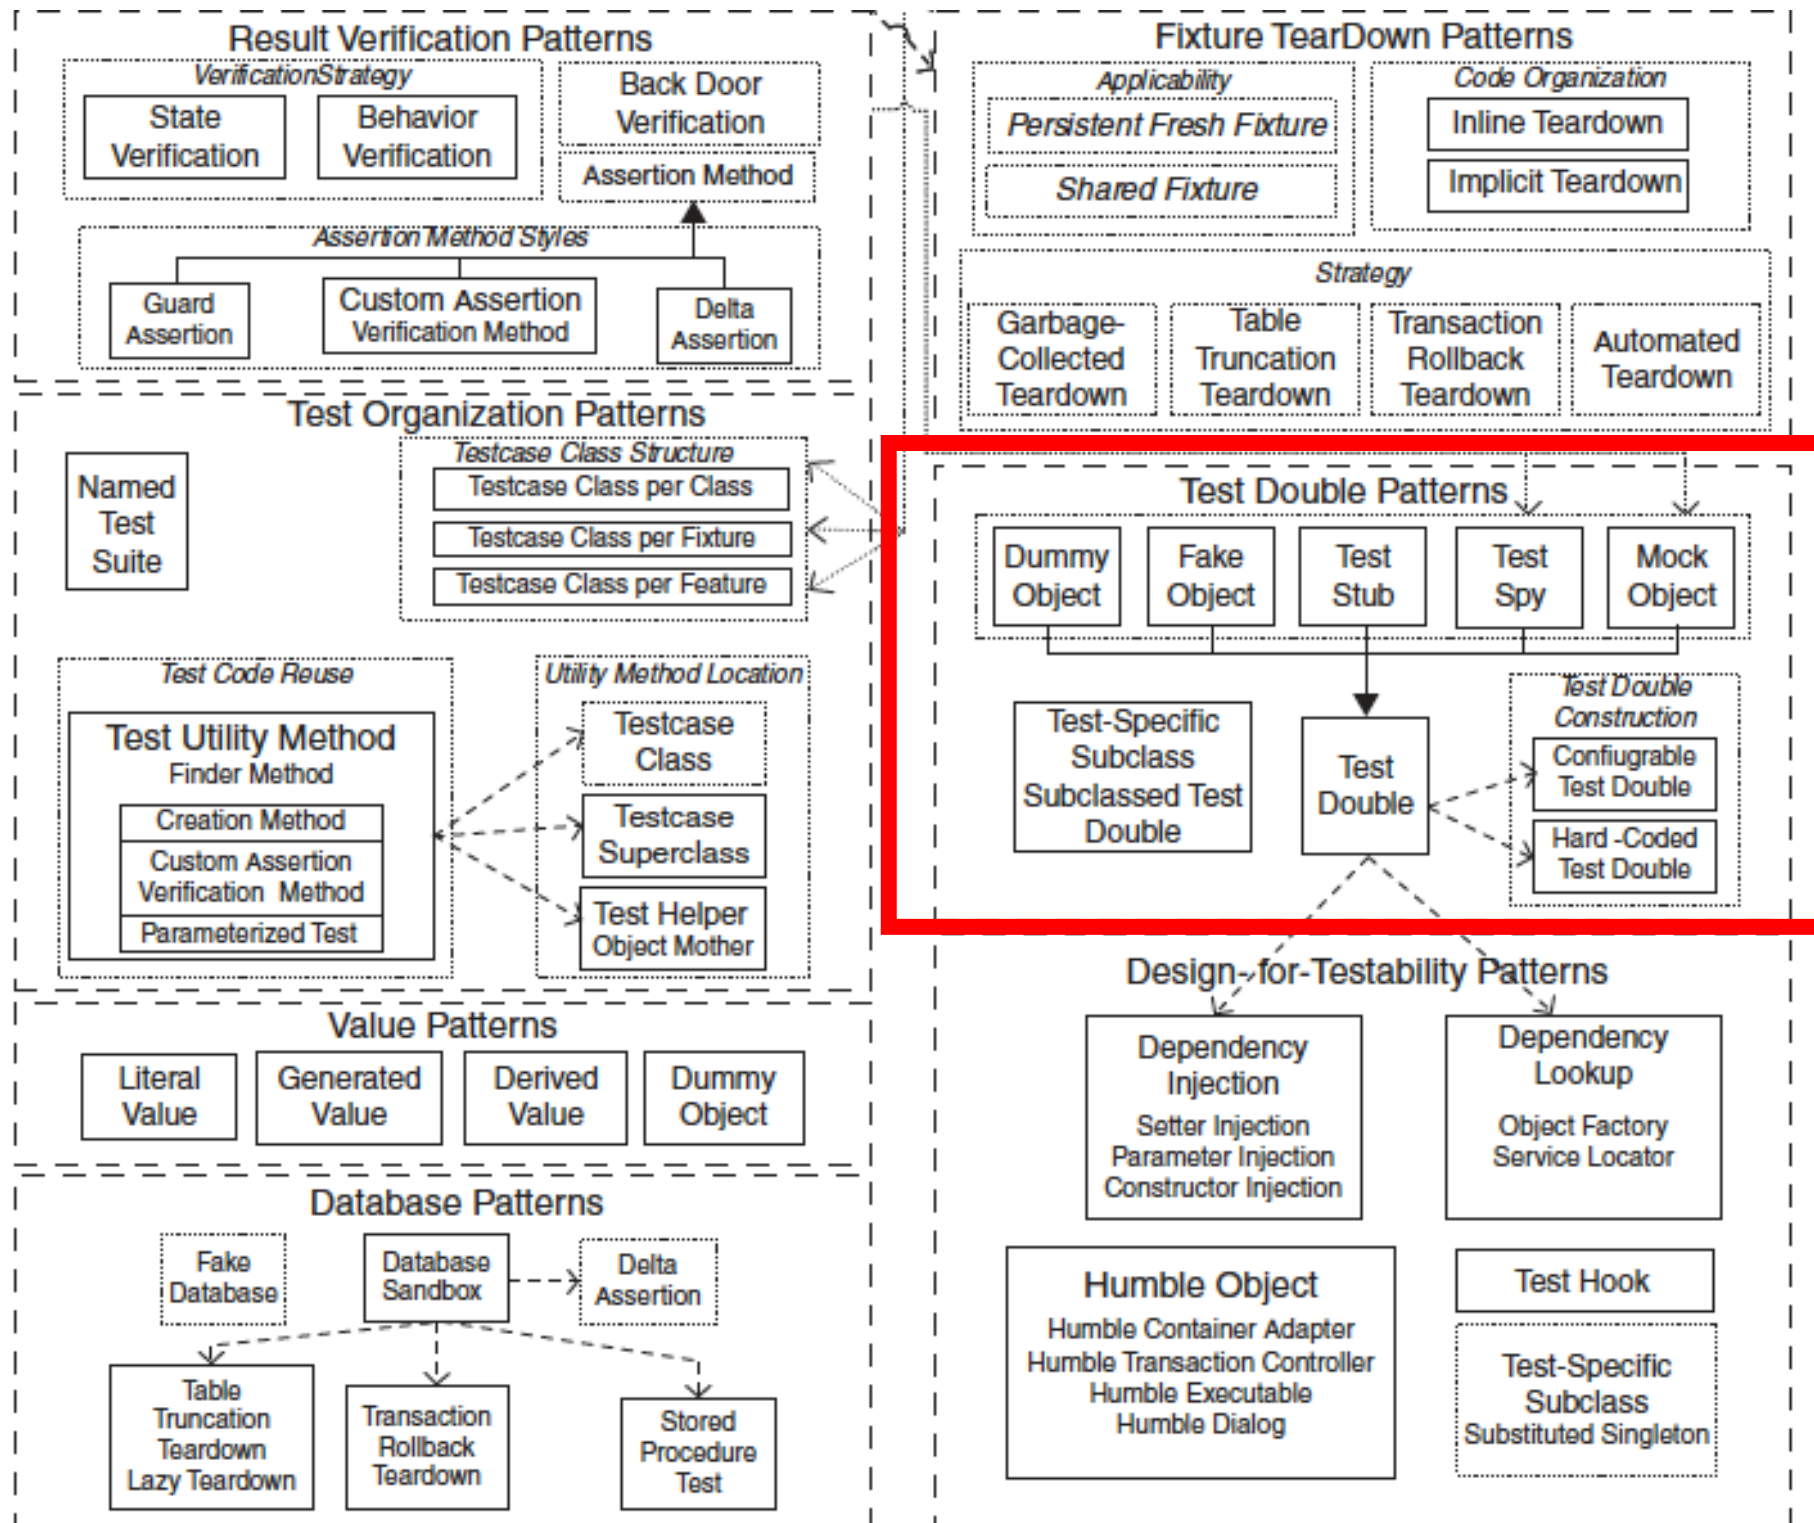 Result Verification Patterns
VerificationStrategy
State
Verification
Behavior
Verification
Back Door
Verification
Assertion Method
Assertion Method Styles
Guard
Assertion
Custom Assertion
Verification Method
Delta
Assertion
Test Organization Patterns
Named
Test
Suite
Testcase Class Structure
Testcase Class per Class
Testcase Class per Fixture
Testcase Class per Feature
Test Code Reuse
Test Utility Method
Finder Method
Creation Method
Custom Assertion
Verification Method
Parameterized Test
Utility Method Location
Testcase
Class
Testcase
Superclass
Test Helper
Object Mother
Value Patterns
Literal
Value
Generated
Value
Derived
Value
Dummy
Object
Database Patterns
Fake
Database
Database
Sandbox
Delta
Assertion
Table
Truncation
Teardown
Lazy Teardown
Transaction
Rollback
Teardown
Stored
Procedure
Test
Fixture TearDown Patterns
Applicability
Persistent Fresh Fixture
Shared Fixture
Code Organization
Inline Teardown
Implicit Teardown
Strategy
Garbage-
Collected
Teardown
Table
Truncation
Teardown
Transaction
Rollback
Teardown
Automated
Teardown
Test Double Patterns
Dummy
Object
Fake
Object
Test
Stub
Test
Spy
Mock
Object
Test-Specific
Subclass
Subclassed Test
Double
Test
Double
Test Double
Construction
Confiugrable
Test Double
Hard -Coded
Test Double
Design- for-Testability Patterns
Dependency
Injection
Setter Injection
Parameter Injection
Constructor Injection
Dependency
Lookup
Object Factory
Service Locator
Humble Object
Humble Container Adapter
Humble Transaction Controller
Humble Executable
Humble Dialog
Test Hook
Test-Specific
Subclass
Substituted Singleton